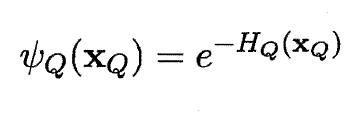 ψ_Q(𝐱_Q) = e^{−H_Q(𝐱_Q)}